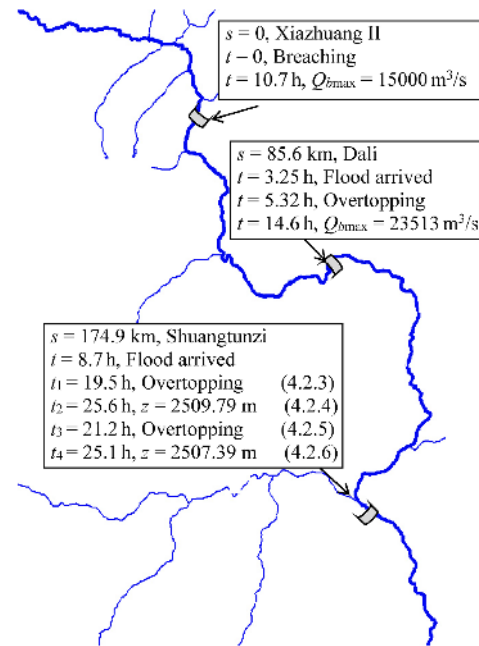 s = 0, Xiazhuang II
t − 0, Breaching
t = 10.7 h, Qbmax = 15000 m³/s
s = 85.6 km, Dali
t = 3.25 h, Flood arrived
t = 5.32 h, Overtopping
t = 14.6 h, Qbmax = 23513 m³/s
s = 174.9 km, Shuangtunzi
t = 8.7 h, Flood arrived
t₁ = 19.5 h, Overtopping (4.2.3)
t₂ = 25.6 h, z = 2509.79 m (4.2.4)
t₃ = 21.2 h, Overtopping (4.2.5)
t₄ = 25.1 h, z = 2507.39 m (4.2.6)